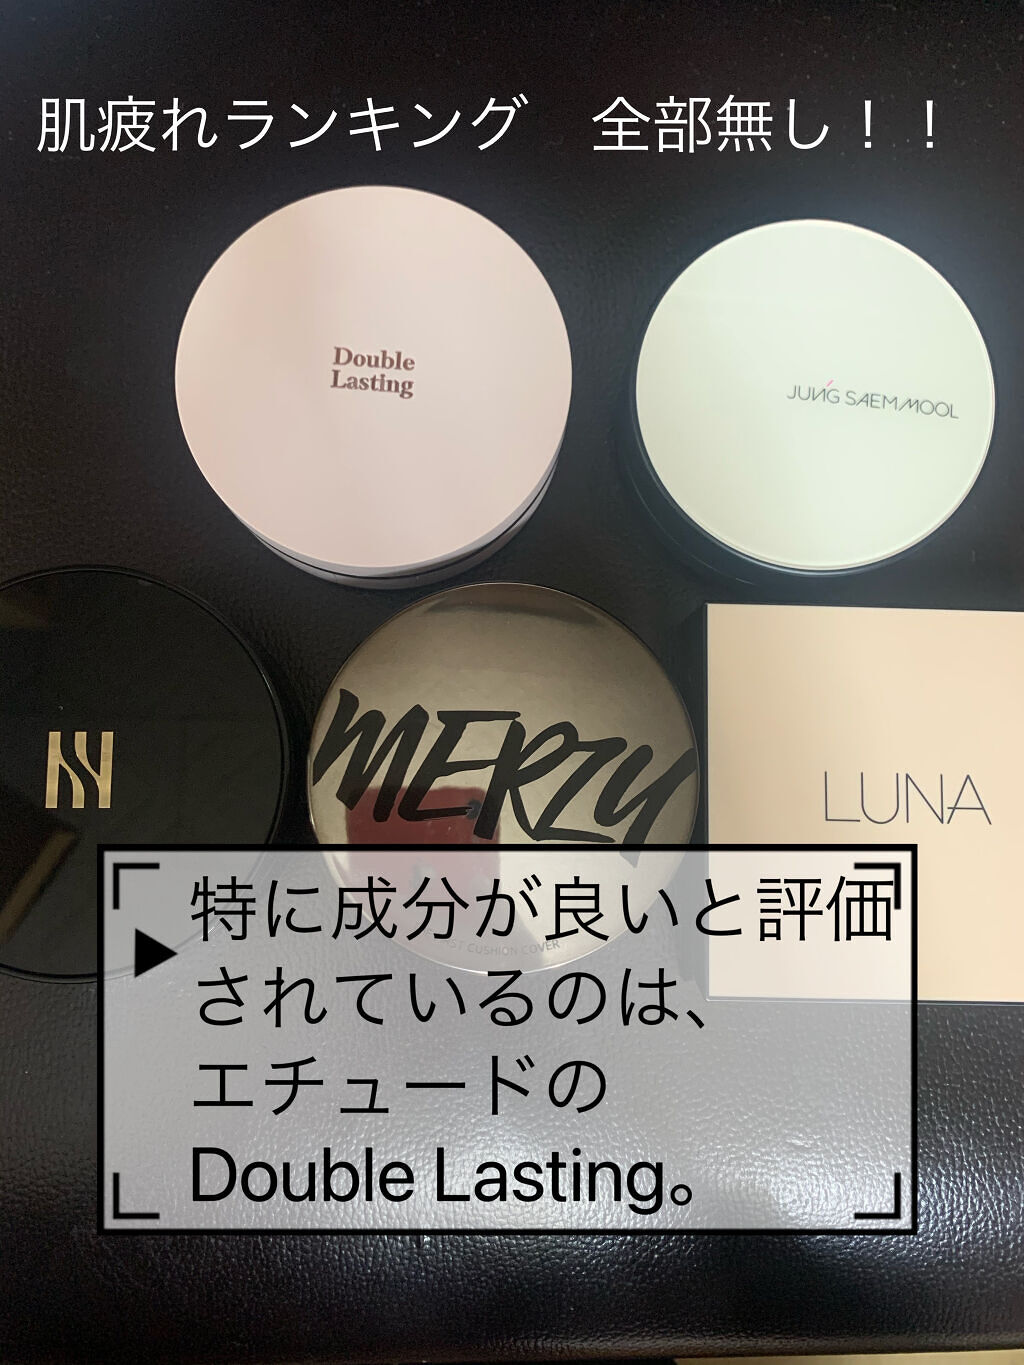 肌疲れランキング　全部無し！！
Double
Lasting
JUNG SAEMMOOL
MERZY
LUNA
CUSHION COVER
▶特に成分が良いと評価
されているのは、
エチュードの
Double Lasting。